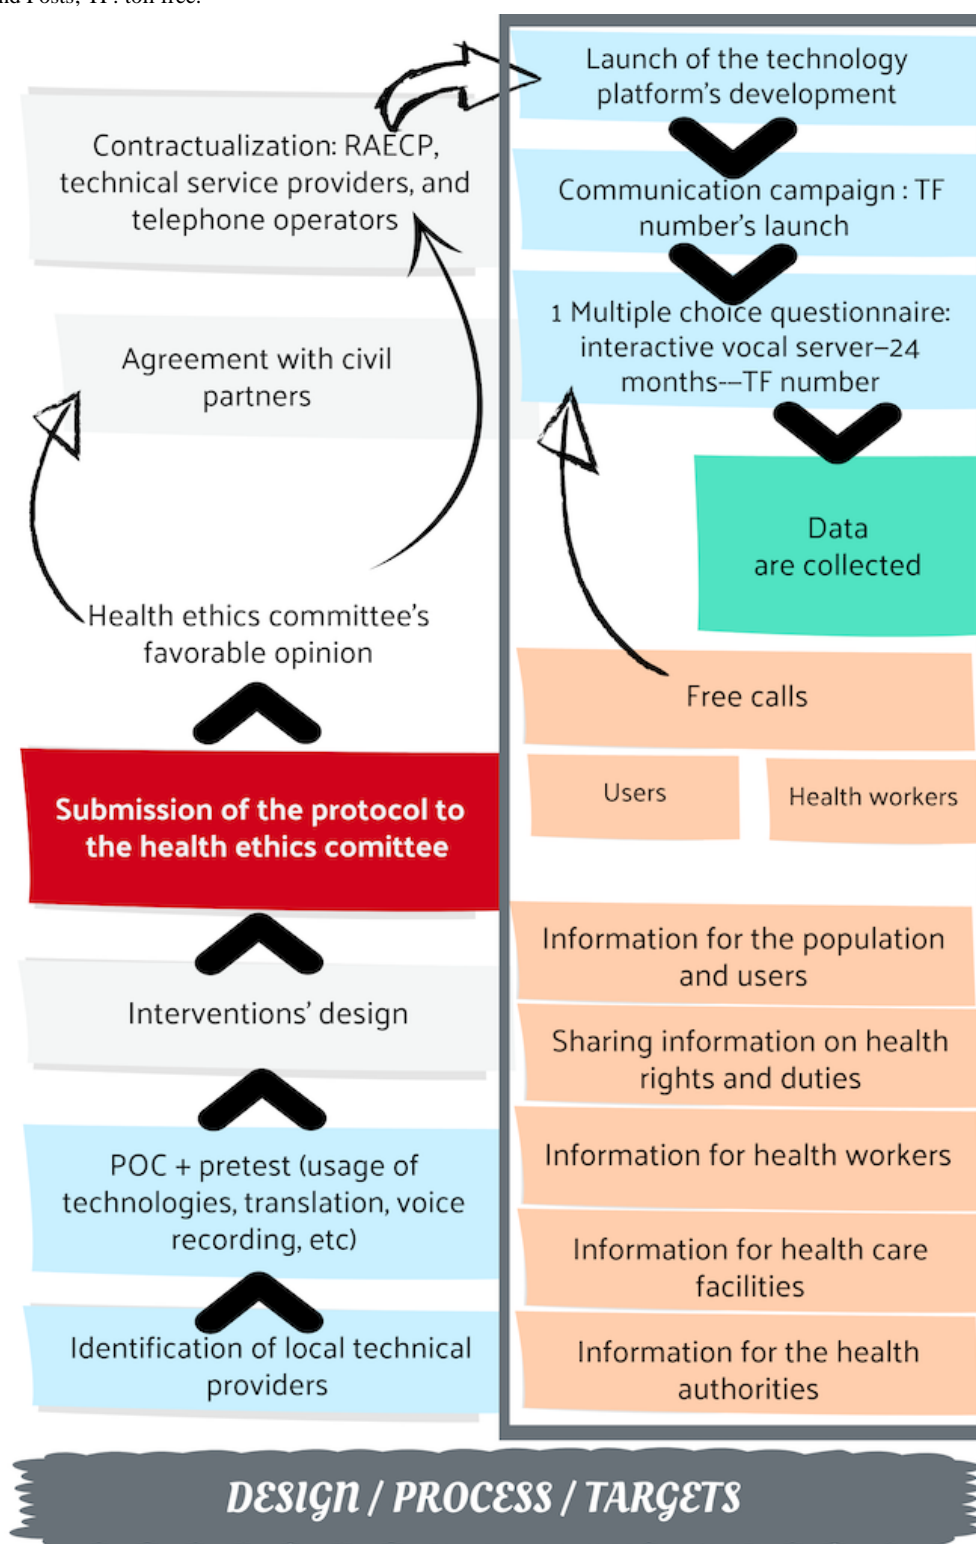 and Posts; TF: toll-free.
Contractualization: RAECP,
technical service providers, and
telephone operators
Agreement with civil
partners
Health ethics committee's
favorable opinion
Submission of the protocol to
the health ethics comittee
Interventions' design
POC + pretest (usage of
technologies, translation, voice
recording, etc)
Identification of local technical
providers
Launch of the technology
platform's development
Communication campaign : TF
number's launch
1 Multiple choice questionnaire:
interactive vocal server–24
months-–TF number
Data
are collected
Free calls
Users
Health workers
Information for the population
and users
Sharing information on health
rights and duties
Information for health workers
Information for health care
facilities
Information for the health
authorities
DESIGN / PROCESS / TARGETS